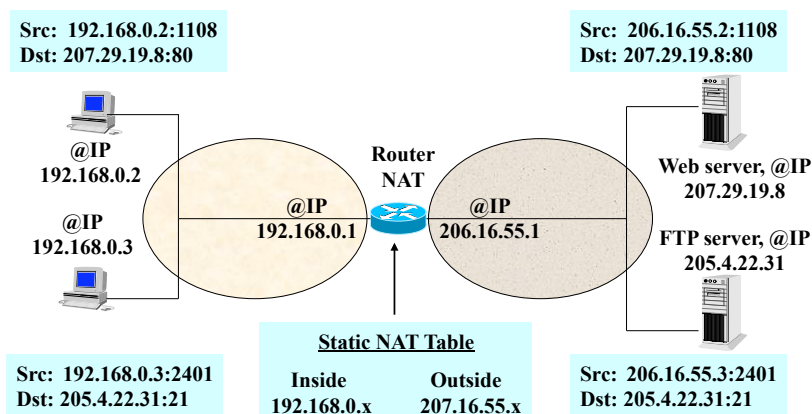 Src: 192.168.0.2:1108
Dst: 207.29.19.8:80
Src: 206.16.55.2:1108
Dst: 207.29.19.8:80
@IP
192.168.0.2
Router
NAT
Web server, @IP
207.29.19.8
@IP
192.168.0.3
@IP
192.168.0.1
@IP
206.16.55.1
FTP server, @IP
205.4.22.31
Static NAT Table
Inside Outside
192.168.0.x 207.16.55.x
Src: 192.168.0.3:2401
Dst: 205.4.22.31:21
Src: 206.16.55.3:2401
Dst: 205.4.22.31:21